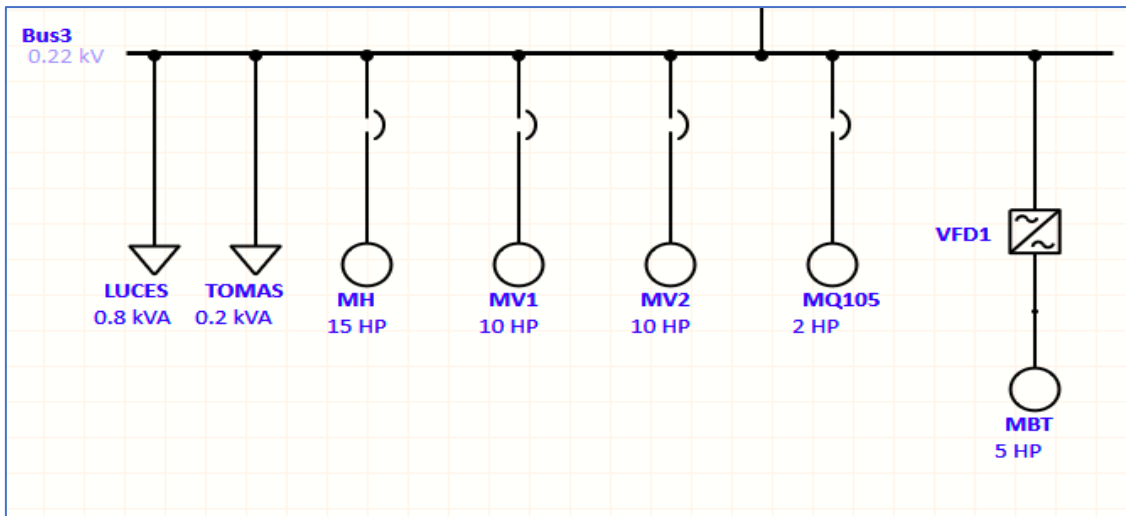 Bus3
0.22 kV
VFD1
LUCES
0.8 kVA
TOMAS
0.2 kVA
MH
15 HP
MV1
10 HP
MV2
10 HP
MQ105
2 HP
MBT
5 HP